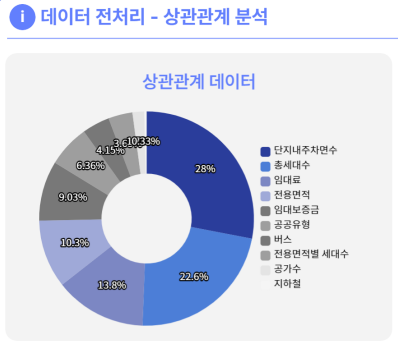 i 데이터 전처리 - 상관관계 분석
상관관계 데이터
28%
22.6%
13.8%
10.3%
9.03%
6.36%
4.15%
단지내주차면수
총세대수
임대료
전용면적
임대보증금
공공유형
버스
전용면적별 세대수
공가수
지하철